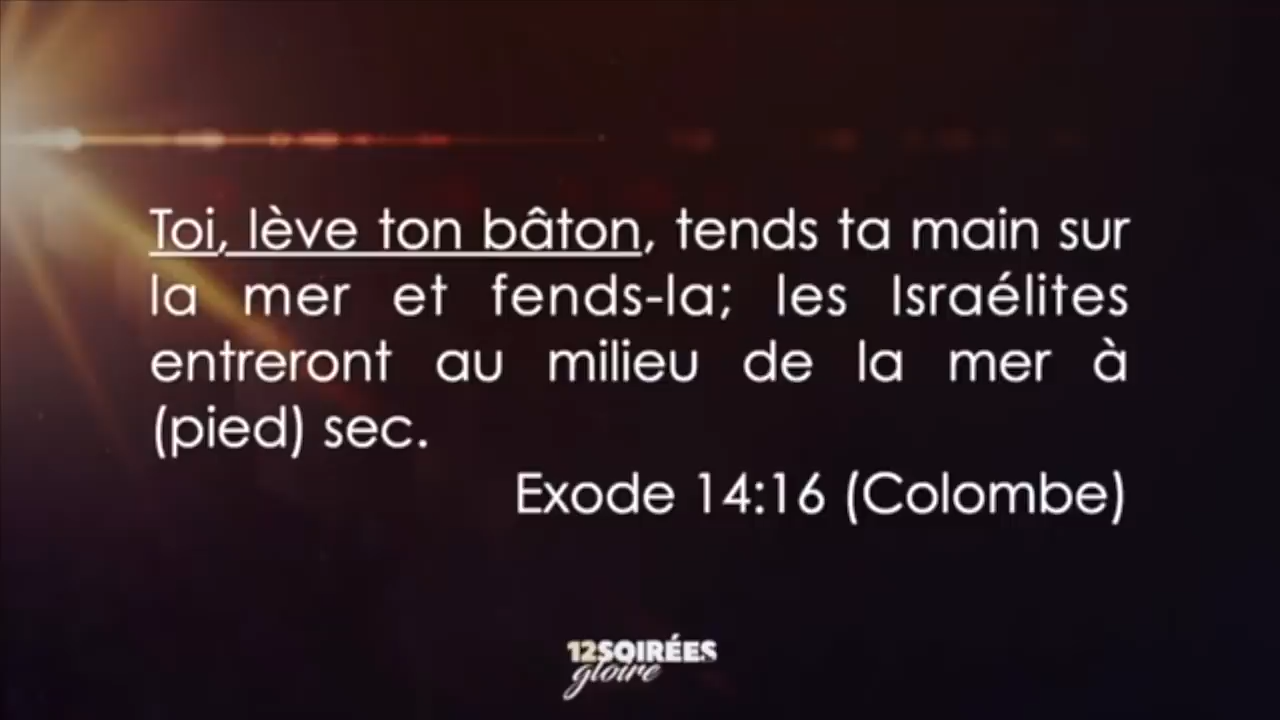 Toi, lève ton bâton, tends ta main sur
la mer et fends-la; les Israélites
entreront au milieu de la mer à
(pied) sec.
Exode 14:16 (Colombe)
12SOIRÉES
gloire